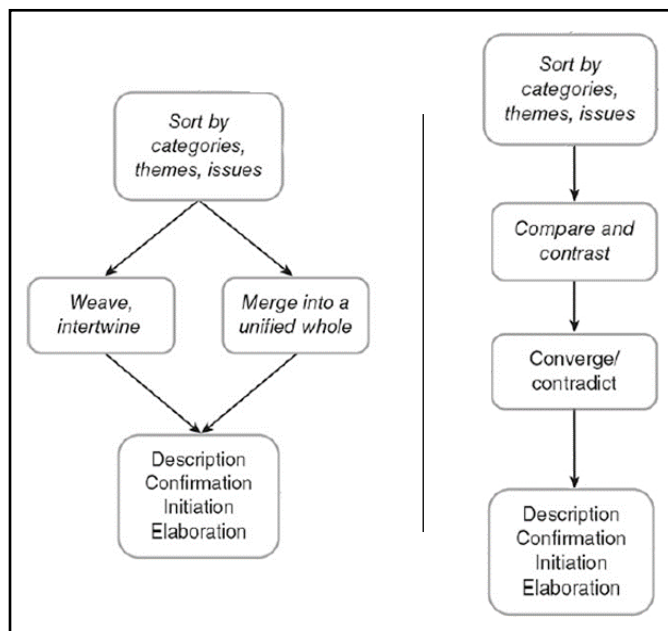 Sort by
categories,
themes, issues
Weave,
intertwine
Merge into a
unified whole
Description
Confirmation
Initiation
Elaboration
Sort by
categories,
themes, issues
Compare and
contrast
Converge/
contradict
Description
Confirmation
Initiation
Elaboration